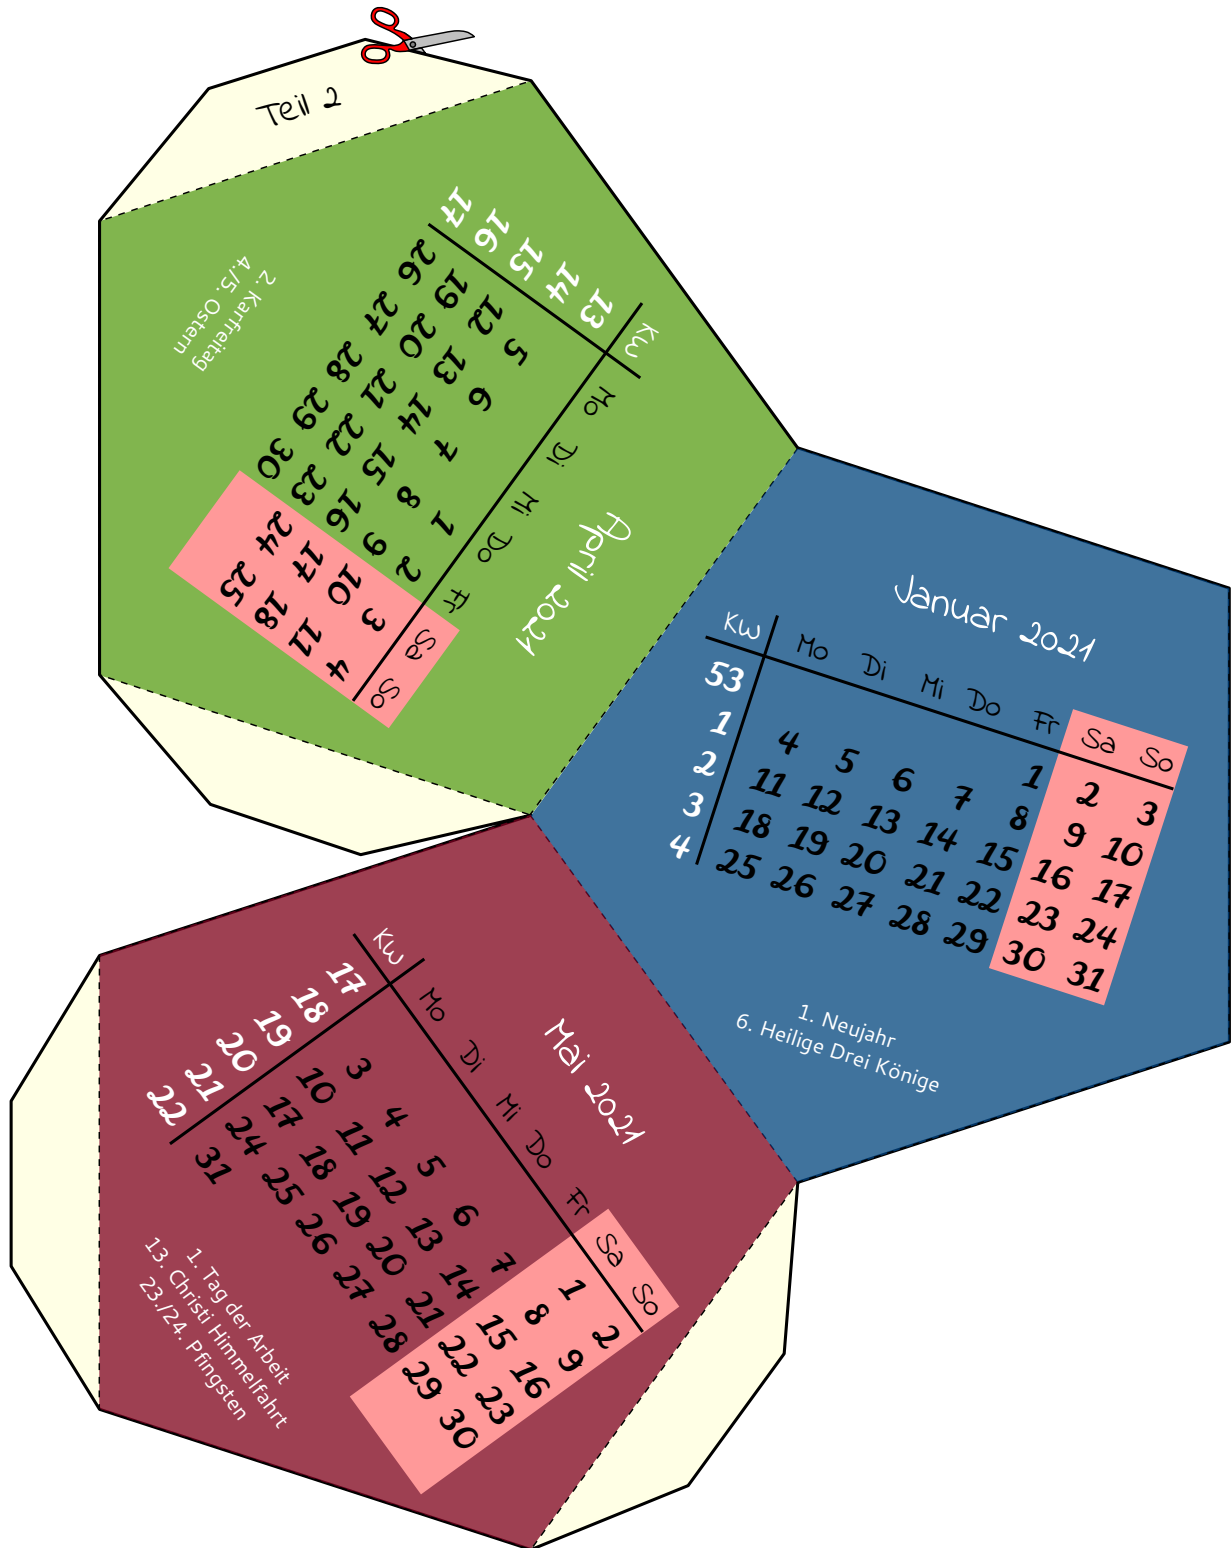 Teil 2
April 2021
KW Mo Di Mi Do Fr Sa So
13 1 2 3 4
14 5 6 7 8 9 10 11
15 12 13 14 15 16 17 18
16 19 20 21 22 23 24 25
17 26 27 28 29 30
2. Karfreitag
4./5. Ostern
Januar 2021
KW Mo Di Mi Do Fr Sa So
53 1 2 3
1 4 5 6 7 8 9 10
2 11 12 13 14 15 16 17
3 18 19 20 21 22 23 24
4 25 26 27 28 29 30 31
1. Neujahr
6. Heilige Drei Könige
Mai 2021
KW Mo Di Mi Do Fr Sa So
17 1 2
18 3 4 5 6 7 8 9
19 10 11 12 13 14 15 16
20 17 18 19 20 21 22 23
21 24 25 26 27 28 29 30
22 31
1. Tag der Arbeit
13. Christi Himmelfahrt
23./24. Pfingsten